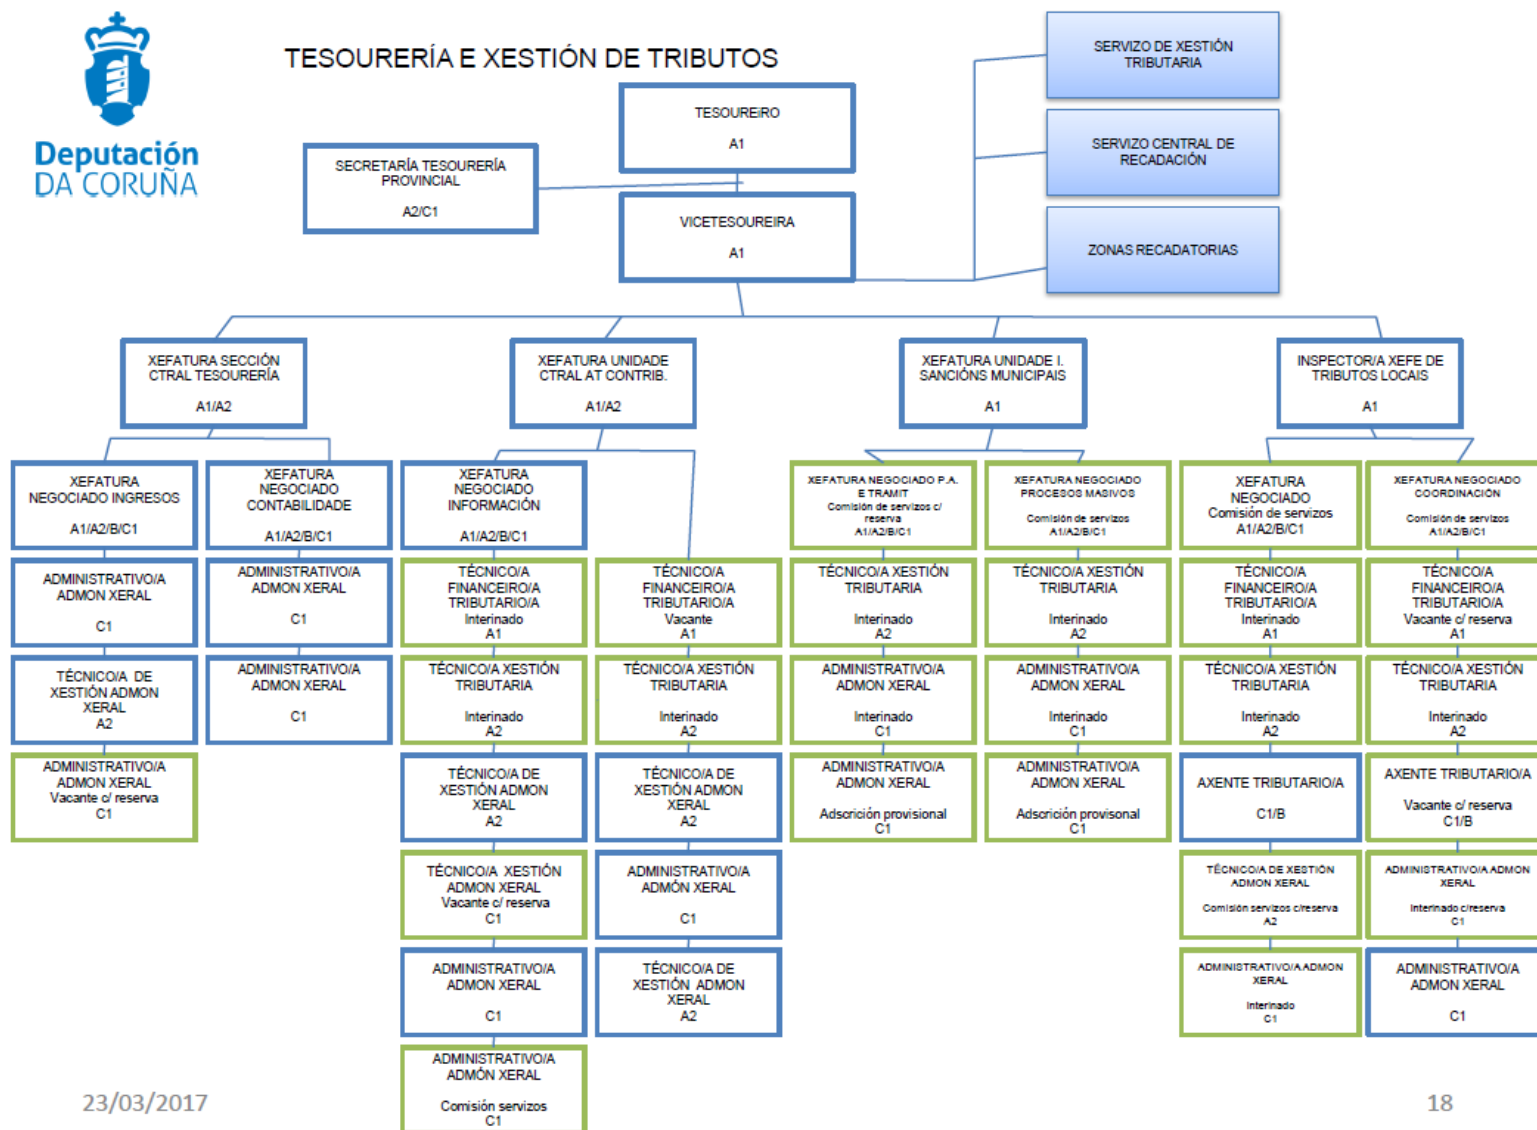 Deputación
DA CORUÑA
TESOURERÍA E XESTIÓN DE TRIBUTOS
TESOUREIRO
A1
SECRETARÍA TESOURERÍA
PROVINCIAL
A2/C1
VICETESOUREIRA
A1
SERVIZO DE XESTIÓN
TRIBUTARIA
SERVIZO CENTRAL DE
RECADACIÓN
ZONAS RECADATORIAS
XEFATURA SECCIÓN
CTRAL TESOURERÍA
A1/A2
XEFATURA UNIDADE
CTRAL AT CONTRIB.
A1/A2
XEFATURA UNIDADE I.
SANCIÓNS MUNICIPAIS
A1
INSPECTOR/A XEFE DE
TRIBUTOS LOCAIS
A1
XEFATURA
NEGOCIADO INGRESOS
A1/A2/B/C1
ADMINISTRATIVO/A
ADMON XERAL
C1
TÉCNICO/A DE
XESTIÓN ADMON
XERAL
A2
ADMINISTRATIVO/A
ADMON XERAL
Vacante c/ reserva
C1
XEFATURA
NEGOCIADO
CONTABILIDADE
A1/A2/B/C1
ADMINISTRATIVO/A
ADMON XERAL
C1
ADMINISTRATIVO/A
ADMON XERAL
C1
XEFATURA
NEGOCIADO
INFORMACIÓN
A1/A2/B/C1
TÉCNICO/A
FINANCEIRO/A
TRIBUTARIO/A
Interinado
A1
TÉCNICO/A XESTIÓN
TRIBUTARIA
Interinado
A2
TÉCNICO/A DE
XESTIÓN ADMON
XERAL
A2
TÉCNICO/A XESTIÓN
ADMON XERAL
Vacante c/ reserva
C1
ADMINISTRATIVO/A
ADMON XERAL
C1
ADMINISTRATIVO/A
ADMÓN XERAL
Comisión servizos
C1
TÉCNICO/A
FINANCEIRO/A
TRIBUTARIO/A
Vacante
A1
TÉCNICO/A XESTIÓN
TRIBUTARIA
Interinado
A2
TÉCNICO/A DE
XESTIÓN ADMON
XERAL
A2
ADMINISTRATIVO/A
ADMÓN XERAL
C1
TÉCNICO/A DE
XESTIÓN ADMON
XERAL
A2
XEFATURA NEGOCIADO P.A.
E TRAMIT
Comisión de servizos c/
reserva
A1/A2/B/C1
TÉCNICO/A XESTIÓN
TRIBUTARIA
Interinado
A2
ADMINISTRATIVO/A
ADMON XERAL
Interinado
C1
ADMINISTRATIVO/A
ADMON XERAL
Adscrición provisional
C1
XEFATURA NEGOCIADO
PROCESOS MASIVOS
Comisión de servizos
A1/A2/B/C1
TÉCNICO/A XESTIÓN
TRIBUTARIA
Interinado
A2
ADMINISTRATIVO/A
ADMON XERAL
Interinado
C1
ADMINISTRATIVO/A
ADMON XERAL
Adscrición provisonal
C1
XEFATURA
NEGOCIADO
Comisión de servizos
A1/A2/B/C1
TÉCNICO/A
FINANCEIRO/A
TRIBUTARIO/A
Interinado
A1
TÉCNICO/A XESTIÓN
TRIBUTARIA
Interinado
A2
AXENTE TRIBUTARIO/A
C1/B
TÉCNICO/A DE XESTIÓN
ADMON XERAL
Comisión servizos c/reserva
A2
ADMINISTRATIVO/A ADMON
XERAL
Interinado
C1
XEFATURA NEGOCIADO
COORDINACIÓN
Comisión de servizos
A1/A2/B/C1
TÉCNICO/A
FINANCEIRO/A
TRIBUTARIO/A
Vacante c/ reserva
A1
TÉCNICO/A XESTIÓN
TRIBUTARIA
Interinado
A2
AXENTE TRIBUTARIO/A
Vacante c/ reserva
C1/B
ADMINISTRATIVO/A ADMON
XERAL
Interinado c/reserva
C1
ADMINISTRATIVO/A
ADMON XERAL
C1
23/03/2017
18